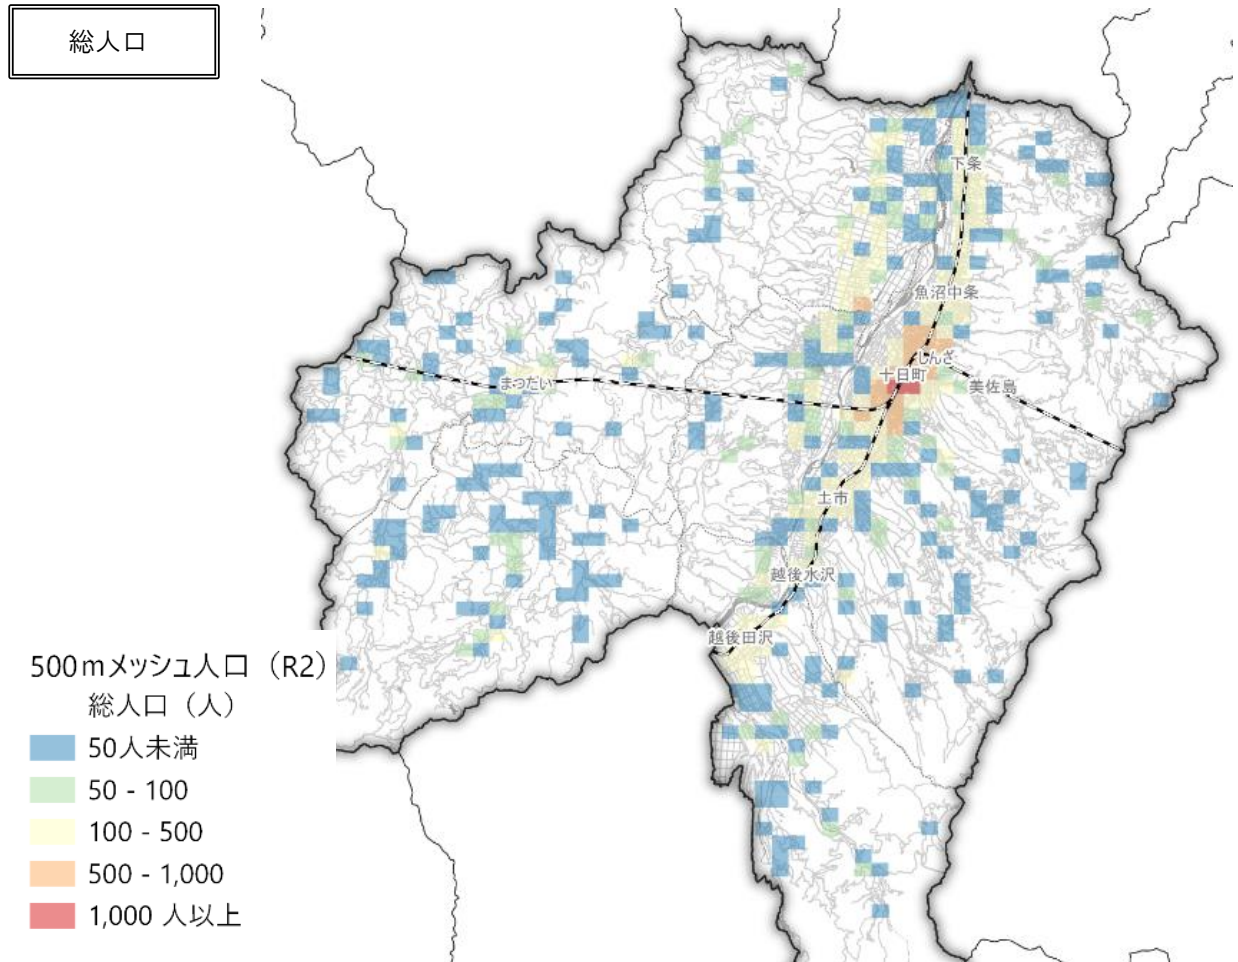 総人口
下条
魚沼中条
しんざ
十日町
美佐島
まつだい
土市
越後水沢
越後田沢
500mメッシュ人口（R2）
総人口（人）
50人未満
50 - 100
100 - 500
500 - 1,000
1,000 人以上